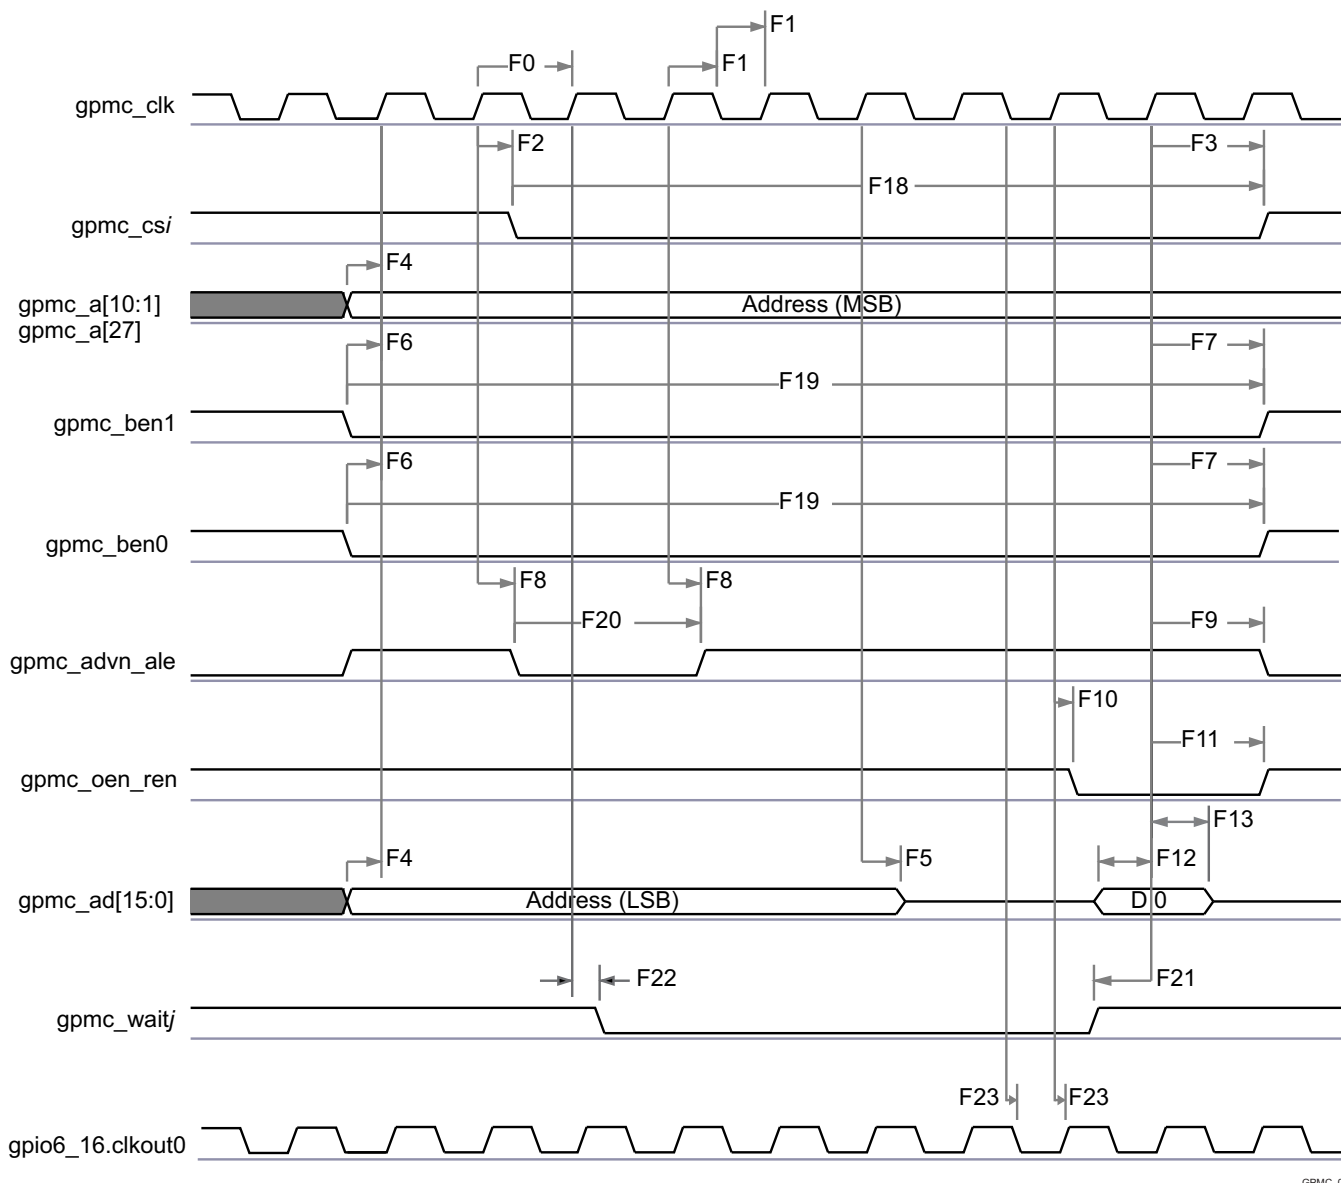 F1
F0
F1
gpmc_clk
F2
F3
F18
gpmc_csi
F4
gpmc_a[10:1]
Address (MSB)
gpmc_a[27]
F6
F7
F19
gpmc_ben1
F6
F7
F19
gpmc_ben0
F8
F8
F20
F9
gpmc_advn_ale
F10
F11
gpmc_oen_ren
F13
F4
F5
F12
gpmc_ad[15:0]
Address (LSB)
D 0
F22
F21
gpmc_waitj
F23
F23
gpio6_16.clkout0